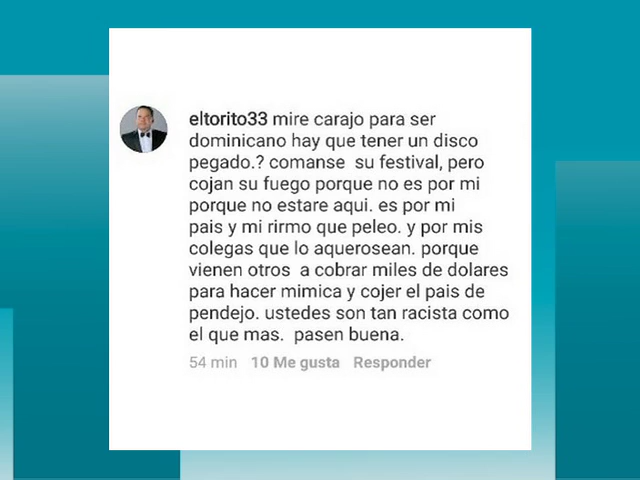 eltorito33 mire carajo para ser
dominicano hay que tener un disco
pegado.? comanse su festival, pero
cojan su fuego porque no es por mi
porque no estare aqui. es por mi
pais y mi rirmo que peleo. y por mis
colegas que lo aquerosean. porque
vienen otros a cobrar miles de dolares
para hacer mimica y cojer el pais de
pendejo. ustedes son tan racista como
el que mas. pasen buena.
54 min 10 Me gusta Responder